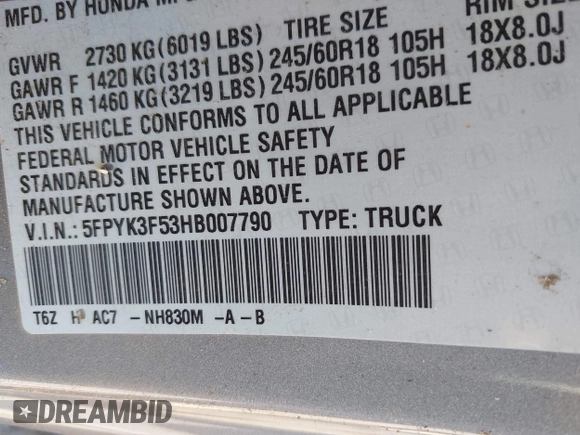 MFD. BY HONDA
TIRE SIZE RIM SIZE
GVWR 2730 KG(6019 LBS)
GAWR F 1420 KG(3131 LBS) 245/60R18 105H 18X8.0J
GAWR R 1460 KG(3219 LBS) 245/60R18 105H 18X8.0J
THIS VEHICLE CONFORMS TO ALL APPLICABLE
FEDERAL MOTOR VEHICLE SAFETY
STANDARDS IN EFFECT ON THE DATE OF
MANUFACTURE SHOWN ABOVE.
V.I.N.: 5FPYK3F53HB007790 TYPE: TRUCK
T6Z AC7 -NH830M -A-B
DREAMBID